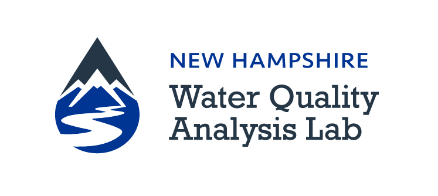 NEW HAMPSHIRE
Water Quality
Analysis Lab